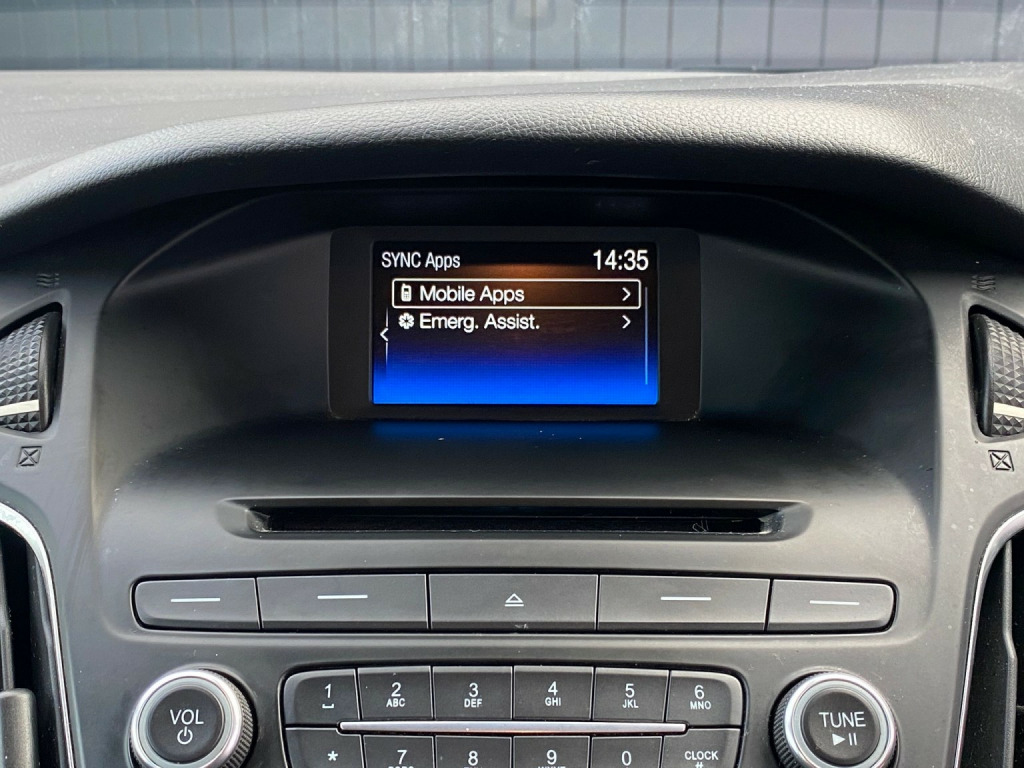 SYNC Apps 14:35
Mobile Apps
Emerg. Assist.
1 2 3 4 5 6
ABC DEF GHI JKL MNO
VOL
TUNE
* 7 8 9 0 CLOCK
#